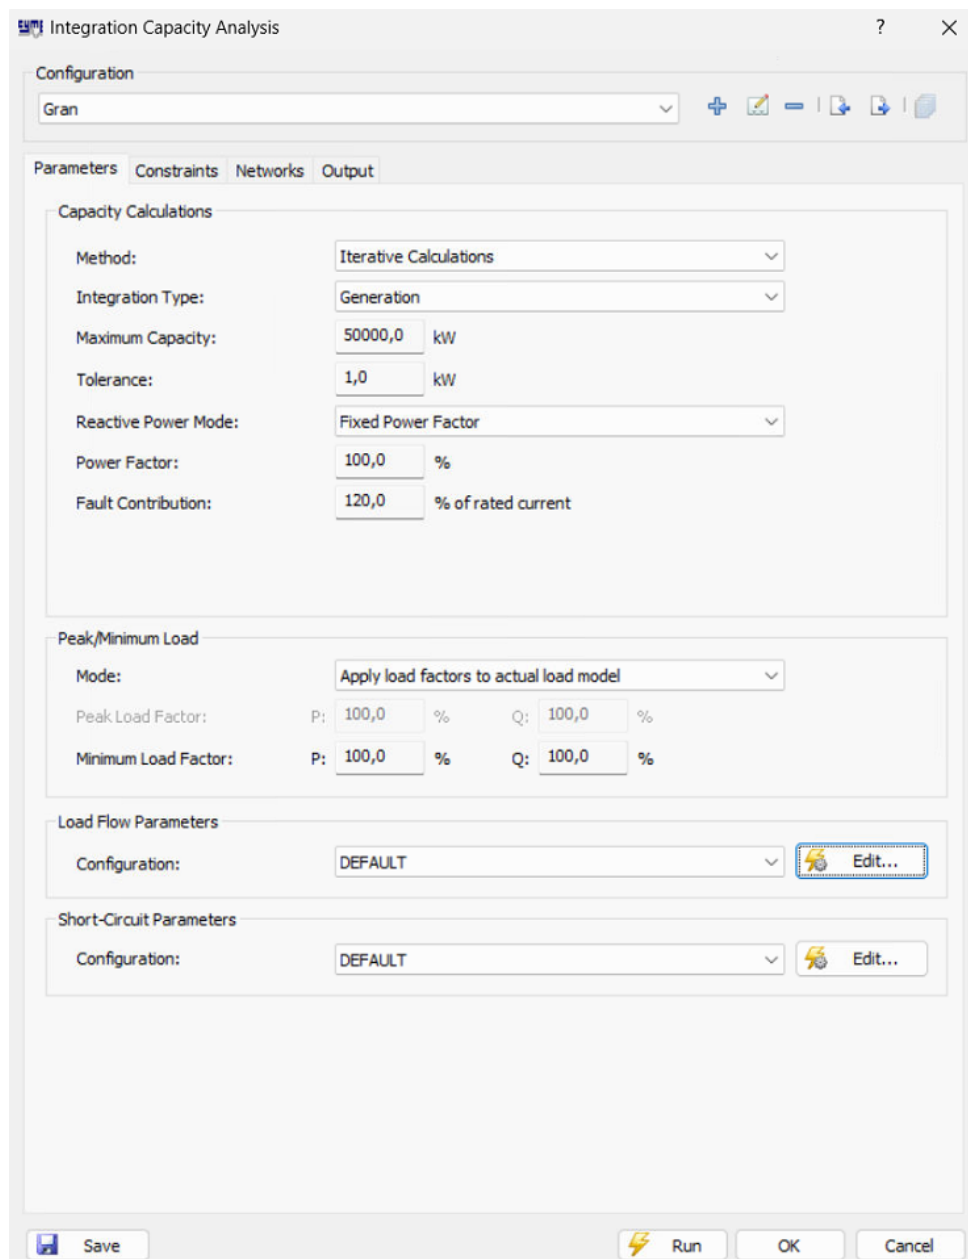 Integration Capacity Analysis ?
Configuration
Gran
Parameters Constraints Networks Output
Capacity Calculations
Method: Iterative Calculations
Integration Type: Generation
Maximum Capacity: 50000,0 kW
Tolerance: 1,0 kW
Reactive Power Mode: Fixed Power Factor
Power Factor: 100,0 %
Fault Contribution: 120,0 % of rated current
Peak/Minimum Load
Mode: Apply load factors to actual load model
Peak Load Factor: P: 100,0 % Q: 100,0 %
Minimum Load Factor: P: 100,0 % Q: 100,0 %
Load Flow Parameters
Configuration: DEFAULT Edit...
Short-Circuit Parameters
Configuration: DEFAULT Edit...
Save Run OK Cancel